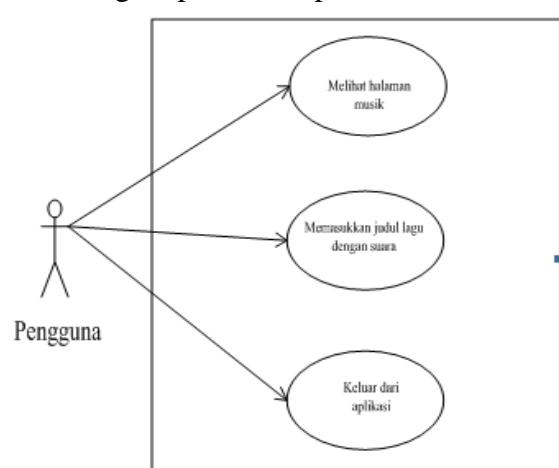 Melihat halaman
musik
Memasukkan judul lagu
dengan suara
Pengguna
Keluar dari
aplikasi